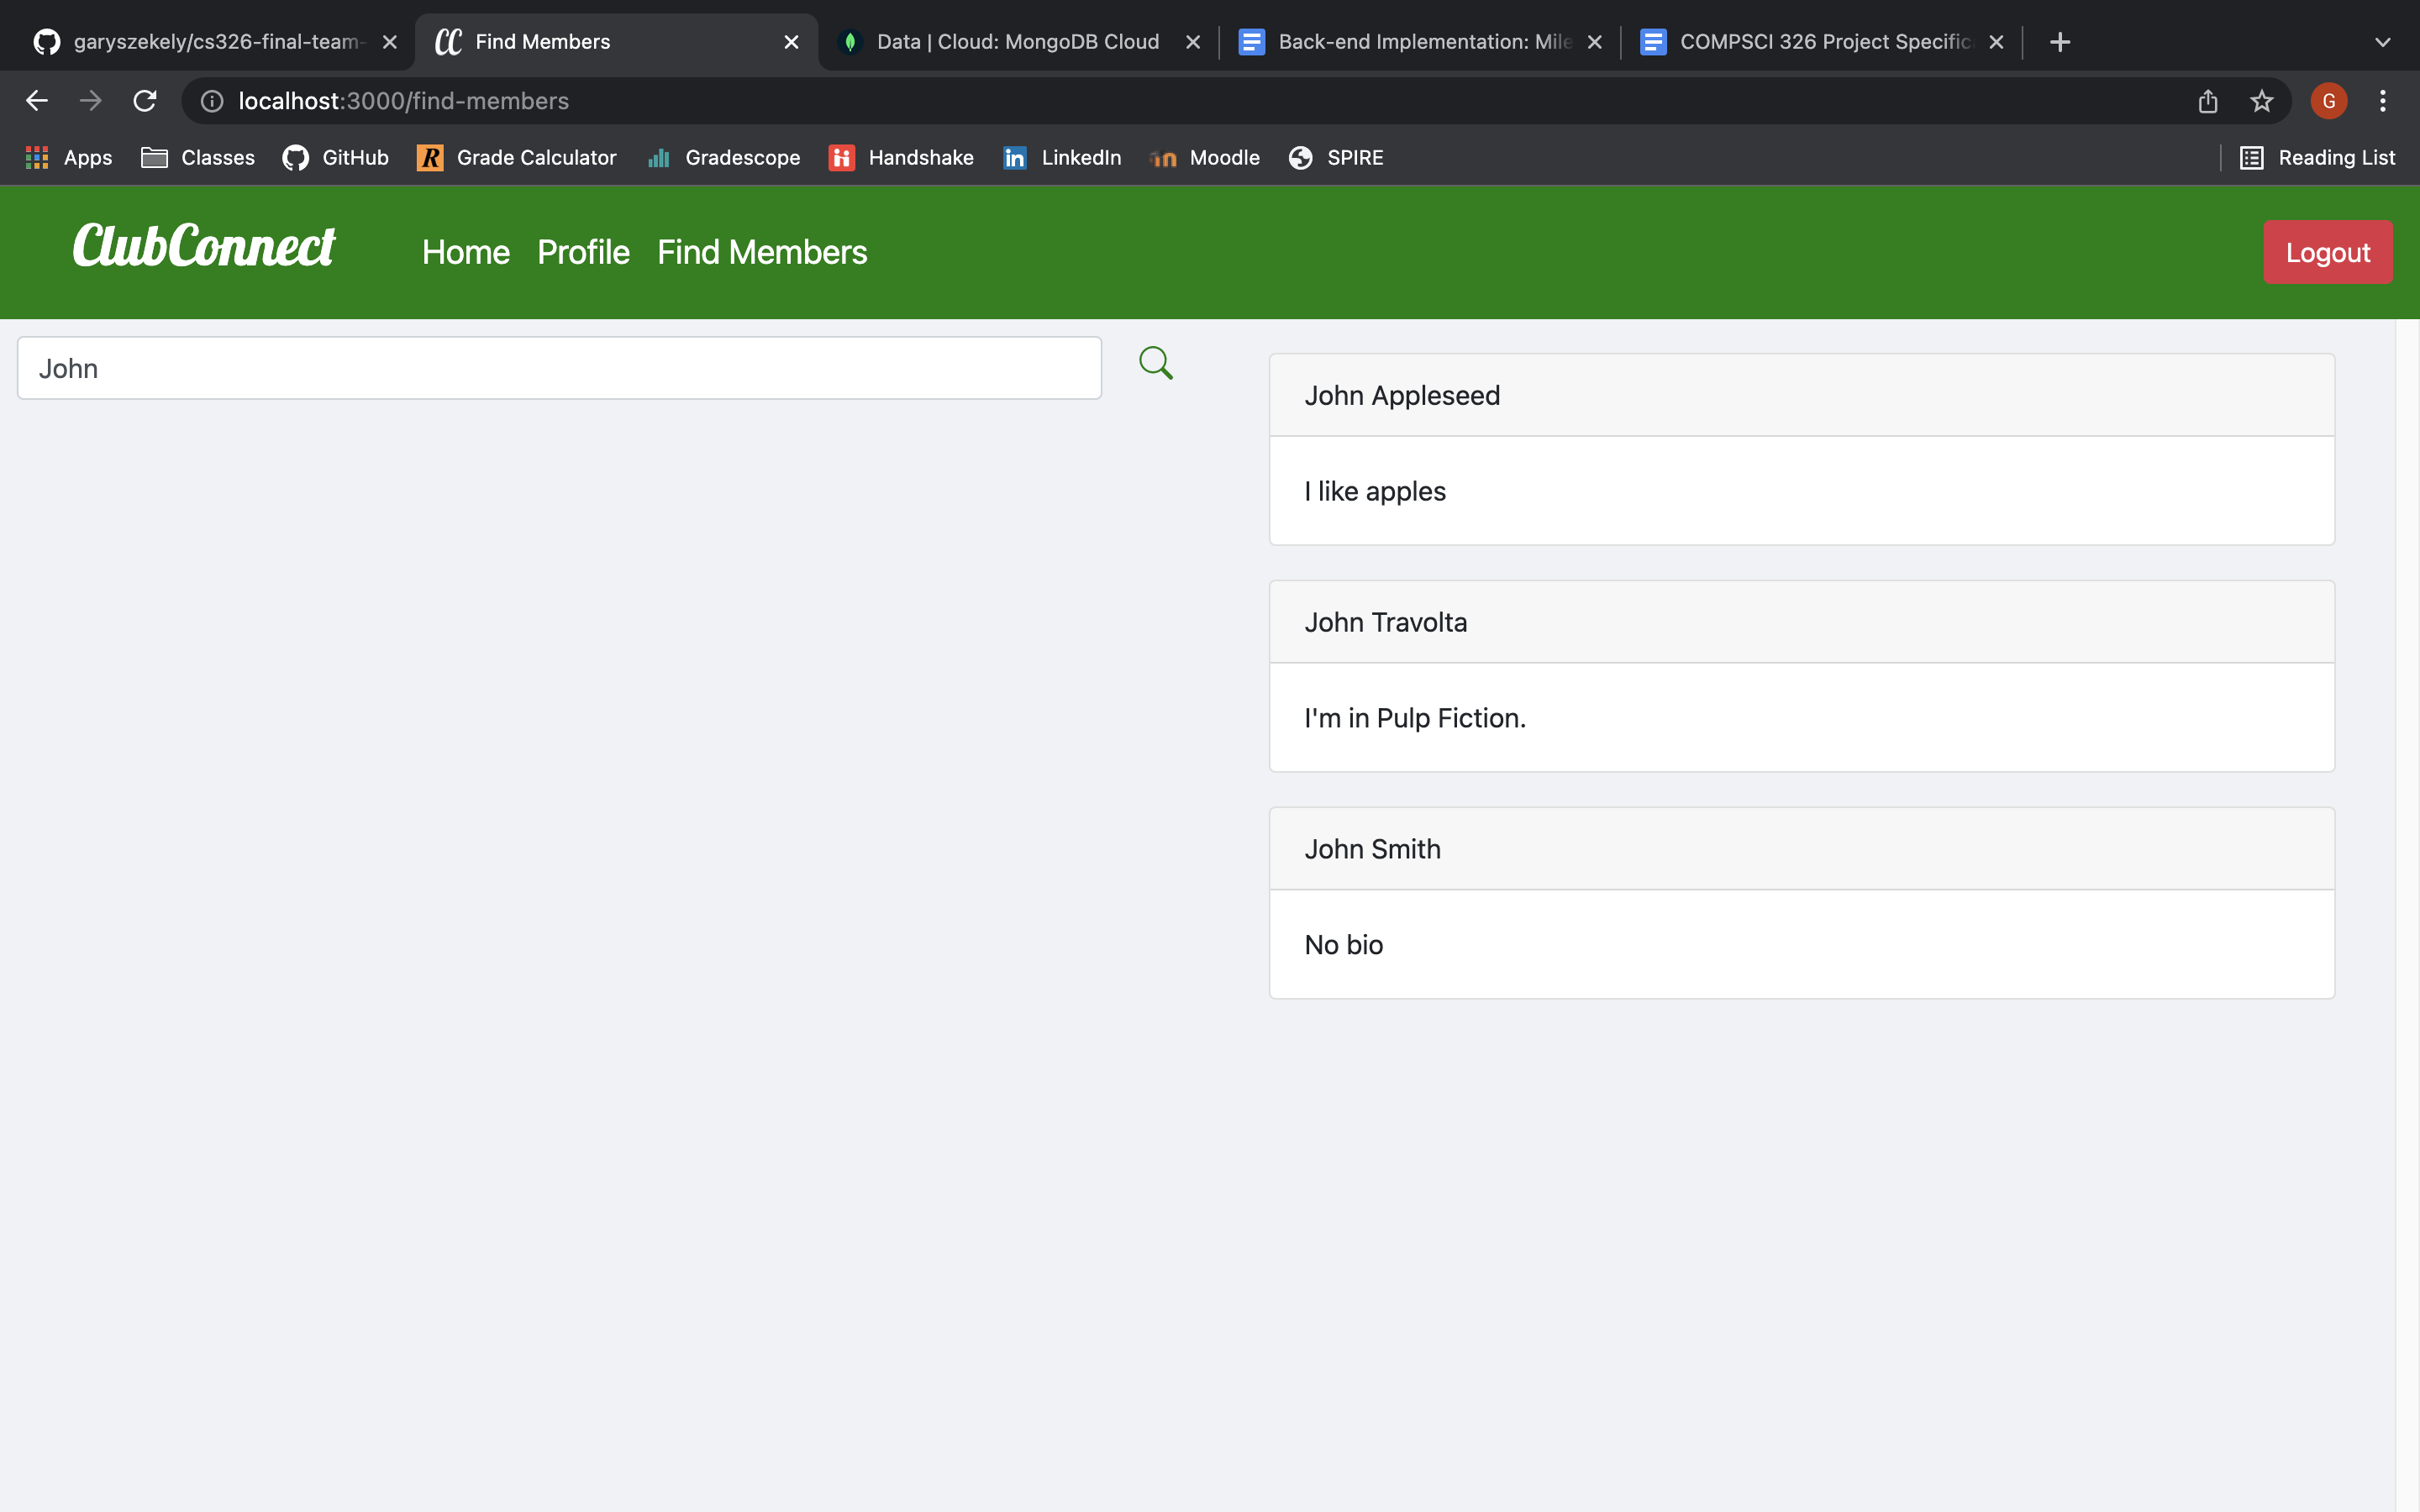 garyszekely/cs326-final-team-
CC Find Members
Data | Cloud: MongoDB Cloud
Back-end Implementation: Mile
COMPSCI 326 Project Specific
localhost:3000/find-members
G
Apps
Classes
GitHub
R Grade Calculator
Gradescope
Handshake
in LinkedIn
Moodle
SPIRE
Reading List
ClubConnect
Home
Profile
Find Members
Logout
John
John Appleseed
I like apples
John Travolta
I'm in Pulp Fiction.
John Smith
No bio